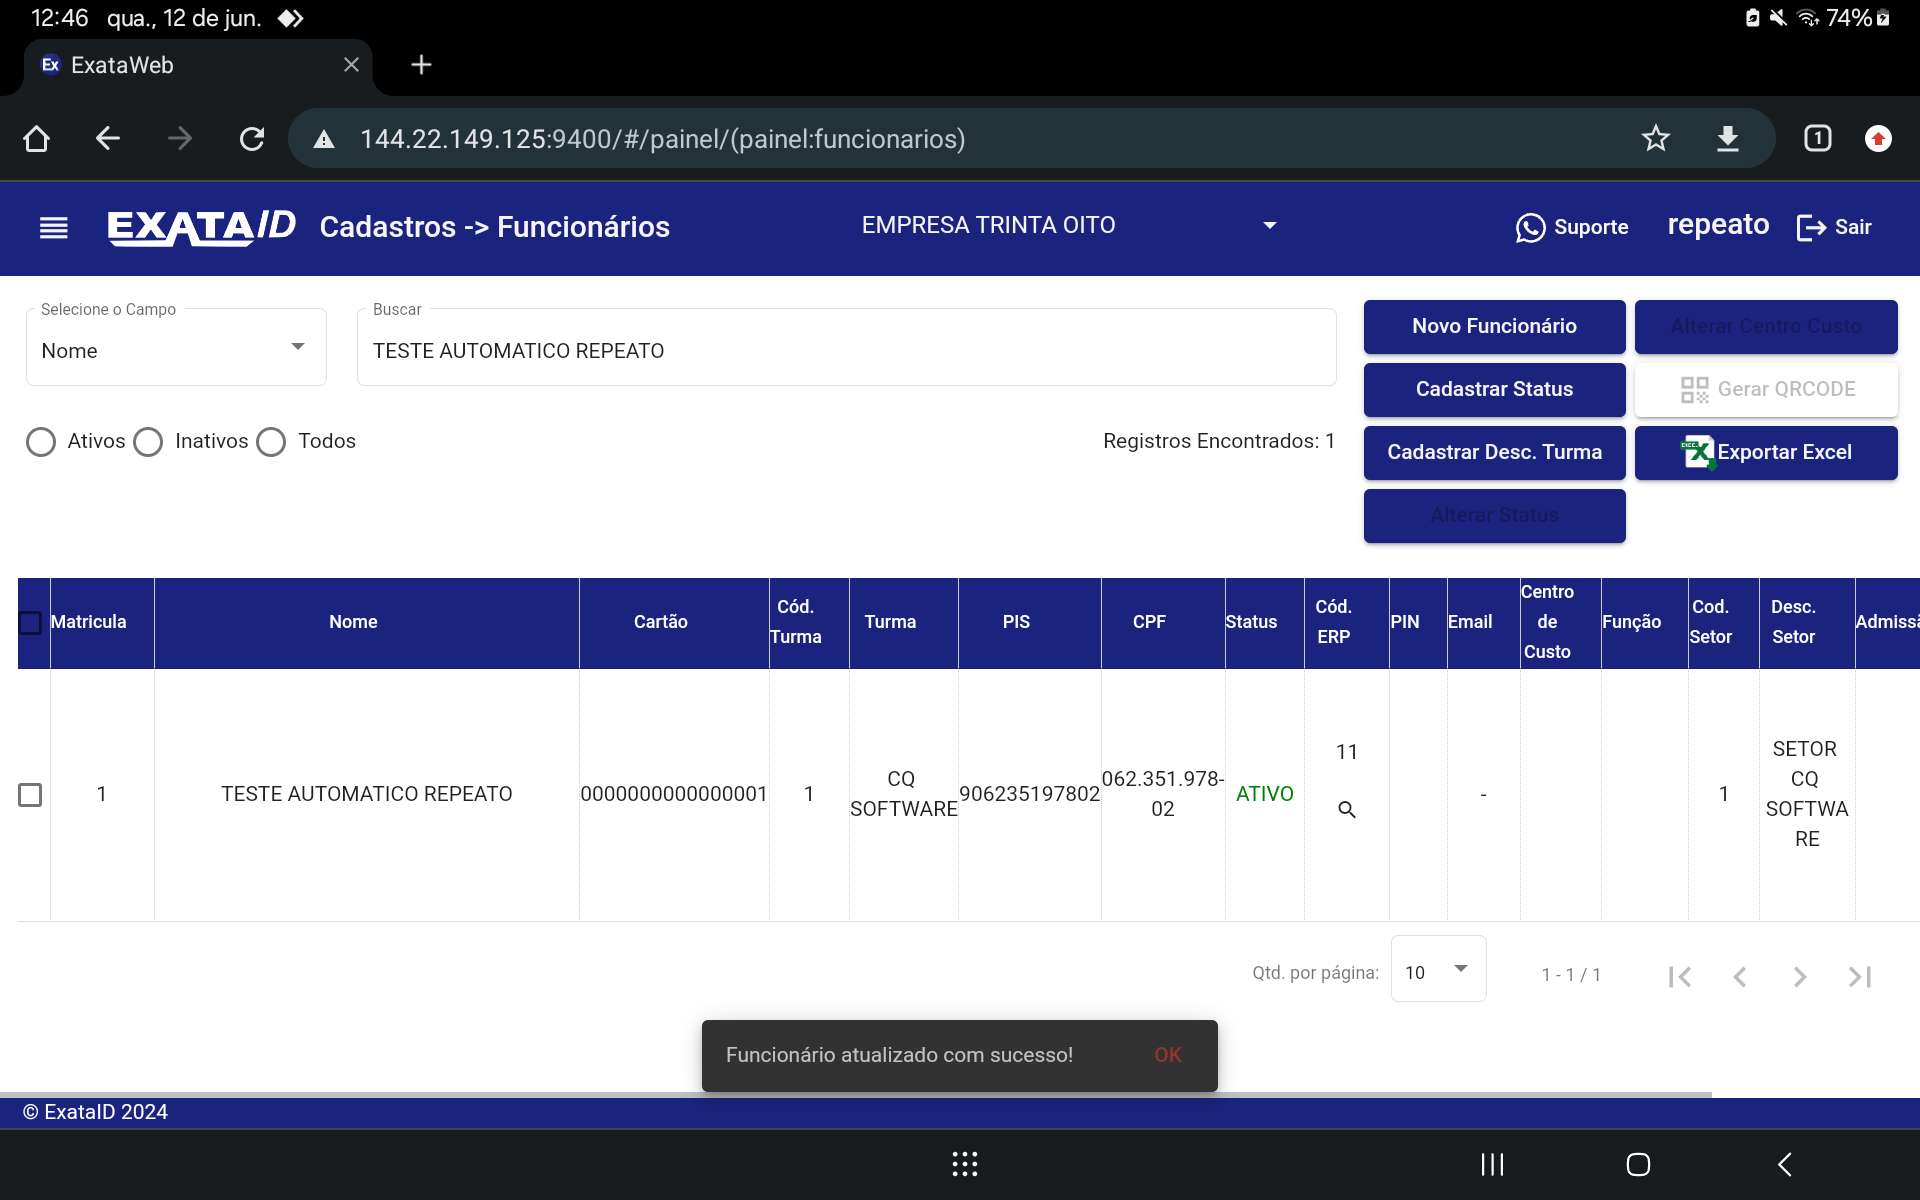 12:46 qua., 12 de jun. 74%
Ex ExataWeb
144.22.149.125:9400/#/painel/(painel:funcionarios) 1
EXATAID Cadastros -> Funcionários EMPRESA TRINTA OITO Suporte repeato Sair
Selecione o Campo
Nome
Buscar
TESTE AUTOMATICO REPEATO
Novo Funcionário
Alterar Centro Custo
Cadastrar Status
Gerar QRCODE
Ativos Inativos Todos
Registros Encontrados: 1
Cadastrar Desc. Turma
Exportar Excel
Alterar Status
Matricula
Nome
Cartão
Cód.
Turma
Turma
PIS
CPF
Status
Cód.
ERP
PIN
Email
Centro
de
Custo
Função
Cod.
Setor
Desc.
Setor
Admissã
1
TESTE AUTOMATICO REPEATO
0000000000000001
1
CQ
SOFTWARE
906235197802
062.351.978-
02
ATIVO
11
-
1
SETOR
CQ
SOFTWA
RE
Qtd. por página: 10 1 - 1 / 1
Funcionário atualizado com sucesso! OK
© ExataID 2024